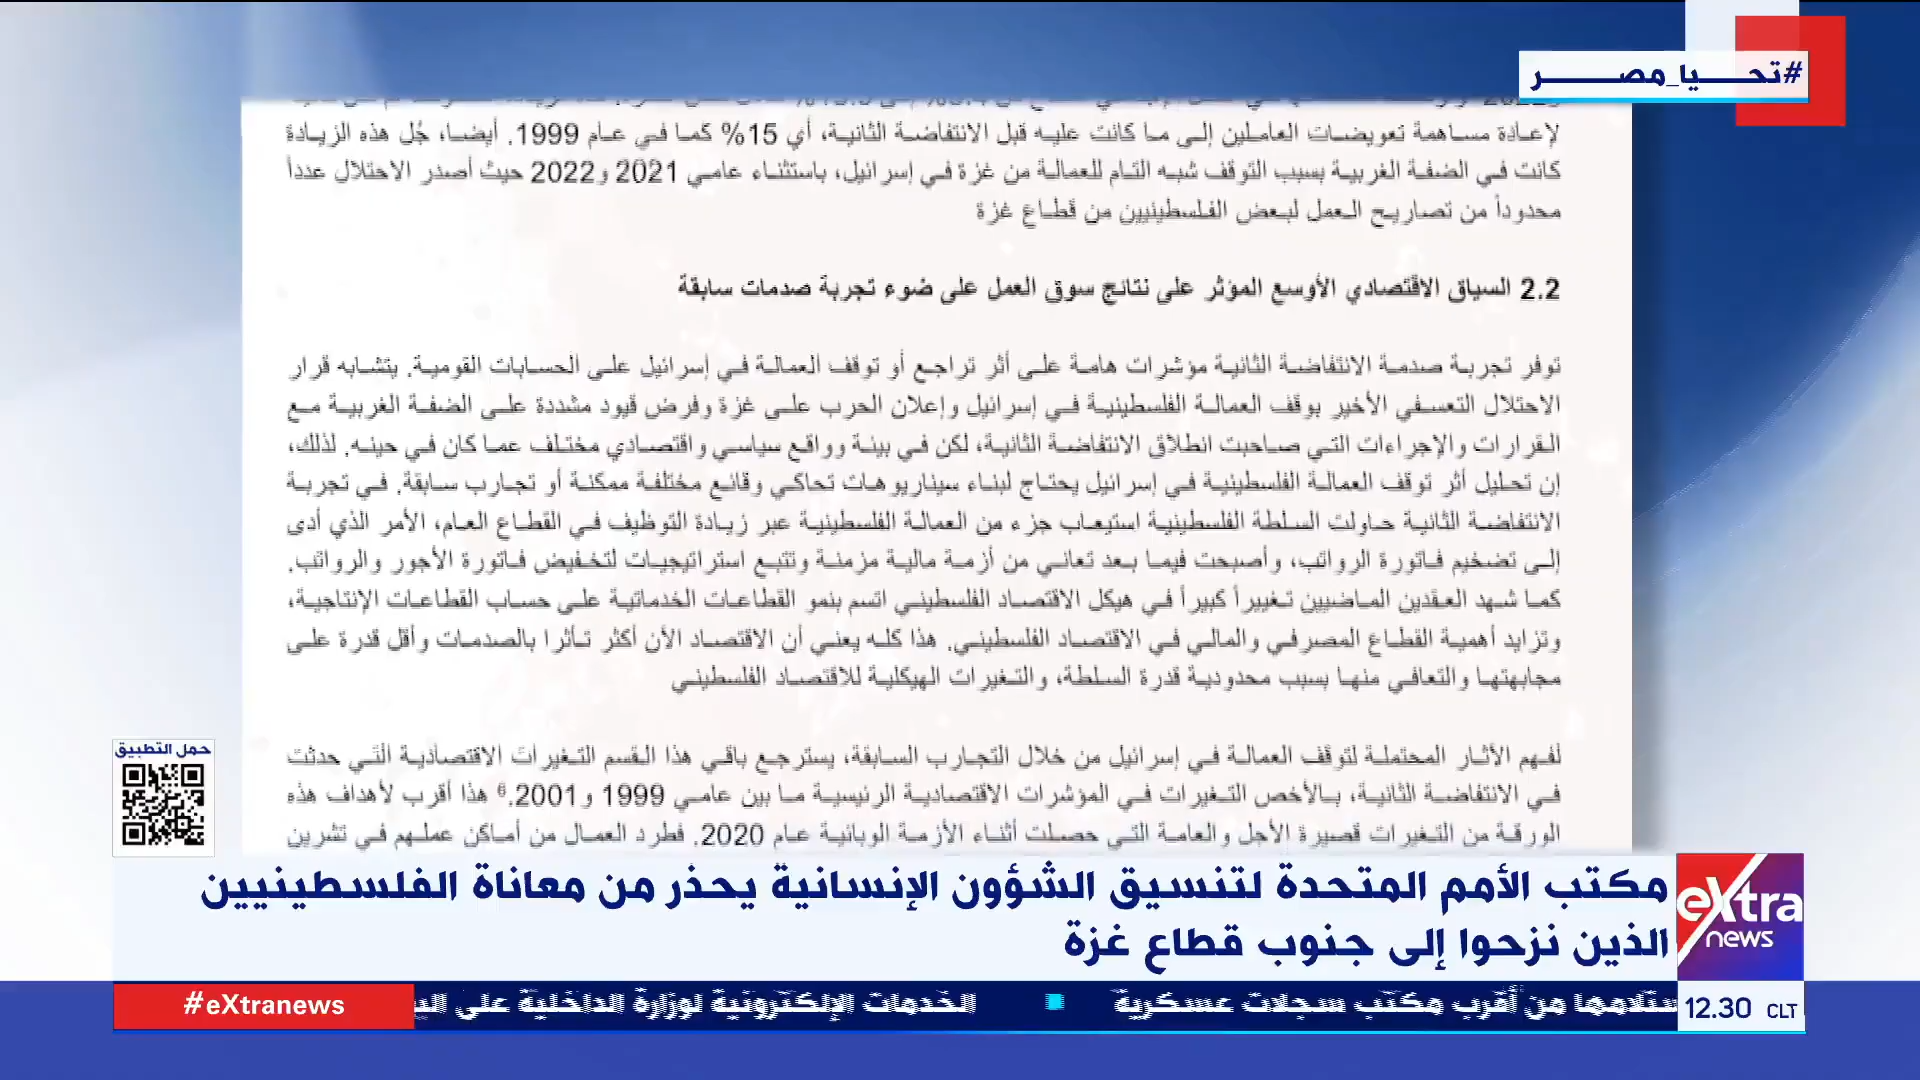 #تحيا_مصر
لإعادة مساهمة تعويضات العاملين إلى ما كانت عليه قبل الانتفاضة الثانية، أي 15% كما في عام 1999. أيضا، جُل هذه الزيادة
كانت في الضفة الغربية بسبب التوقف شبه التام للعمالة من غزة في إسرائيل، باستثناء عامي 2021 و2022 حيث أصدر الاحتلال عدداً
محدوداً من تصاريح العمل لبعض الفلسطينيين من قطاع غزة
2.2 السياق الاقتصادي الأوسع المؤثر على نتائج سوق العمل على ضوء تجربة صدمات سابقة
توفر تجربة صدمة الانتفاضة الثانية مؤشرات هامة على أثر تراجع أو توقف العمالة في إسرائيل على الحسابات القومية. يتشابه قرار
الاحتلال التعسفي الأخير بوقف العمالة الفلسطينية في إسرائيل وإعلان الحرب على غزة وفرض قيود مشددة على الضفة الغربية مع
القرارات والإجراءات التي صاحبت انطلاق الانتفاضة الثانية، لكن في بيئة وواقع سياسي واقتصادي مختلف عما كان في حينه. لذلك،
إن تحليل أثر توقف العمالة الفلسطينية في إسرائيل يحتاج لبناء سيناريوهات تحاكي وقائع مختلفة ممكنة أو تجارب سابقة. في تجربة
الانتفاضة الثانية حاولت السلطة الفلسطينية استيعاب جزء من العمالة الفلسطينية عبر زيادة التوظيف في القطاع العام، الأمر الذي أدى
إلى تضخيم فاتورة الرواتب، وأصبحت فيما بعد تعاني من أزمة مالية مزمنة وتتبع استراتيجيات لتخفيض فاتورة الأجور والرواتب.
كما شهد العقدين الماضيين تغييراً كبيراً في هيكل الاقتصاد الفلسطيني اتسم بنمو القطاعات الخدماتية على حساب القطاعات الإنتاجية،
وتزايد أهمية القطاع المصرفي والمالي في الاقتصاد الفلسطيني. هذا كله يعني أن الاقتصاد الآن أكثر تأثرا بالصدمات وأقل قدرة على
مجابهتها والتعافي منها بسبب محدودية قدرة السلطة، والتغيرات الهيكلية للاقتصاد الفلسطيني
لفهم الآثار المحتملة لتوقف العمالة في إسرائيل من خلال التجارب السابقة، يسترجع باقي هذا القسم التغيرات الاقتصادية التي حدثت
في الانتفاضة الثانية، بالأخص التغيرات في المؤشرات الاقتصادية الرئيسية ما بين عامي 1999 و2001.⁶ هذا أقرب لأهداف هذه
الورقة من التغيرات قصيرة الأجل والعامة التي حصلت أثناء الأزمة الوبائية عام 2020. فطرد العمال من أماكن عملهم في تشرين
حمل التطبيق
مكتب الأمم المتحدة لتنسيق الشؤون الإنسانية يحذر من معاناة الفلسطينيين
الذين نزحوا إلى جنوب قطاع غزة
eXtra
news
#eXtranews
من أقرب مكتب سجلات عسكرية ■ الخدمات الإلكترونية لوزارة الداخلية على
12.30 CLT